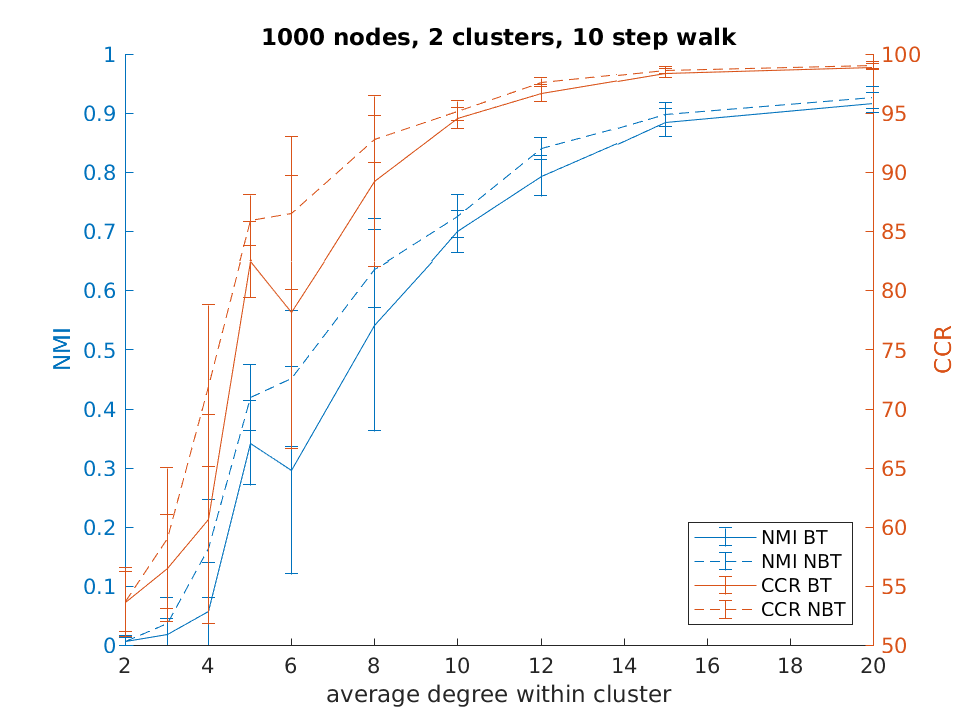 1000 nodes, 2 clusters, 10 step walk
1
0.9
0.8
0.7
0.6
0.5
0.4
0.3
0.2
0.1
0
NMI
100
95
90
85
80
75
70
65
60
55
50
CCR
NMI BT
NMI NBT
CCR BT
CCR NBT
2 4 6 8 10 12 14 16 18 20
average degree within cluster